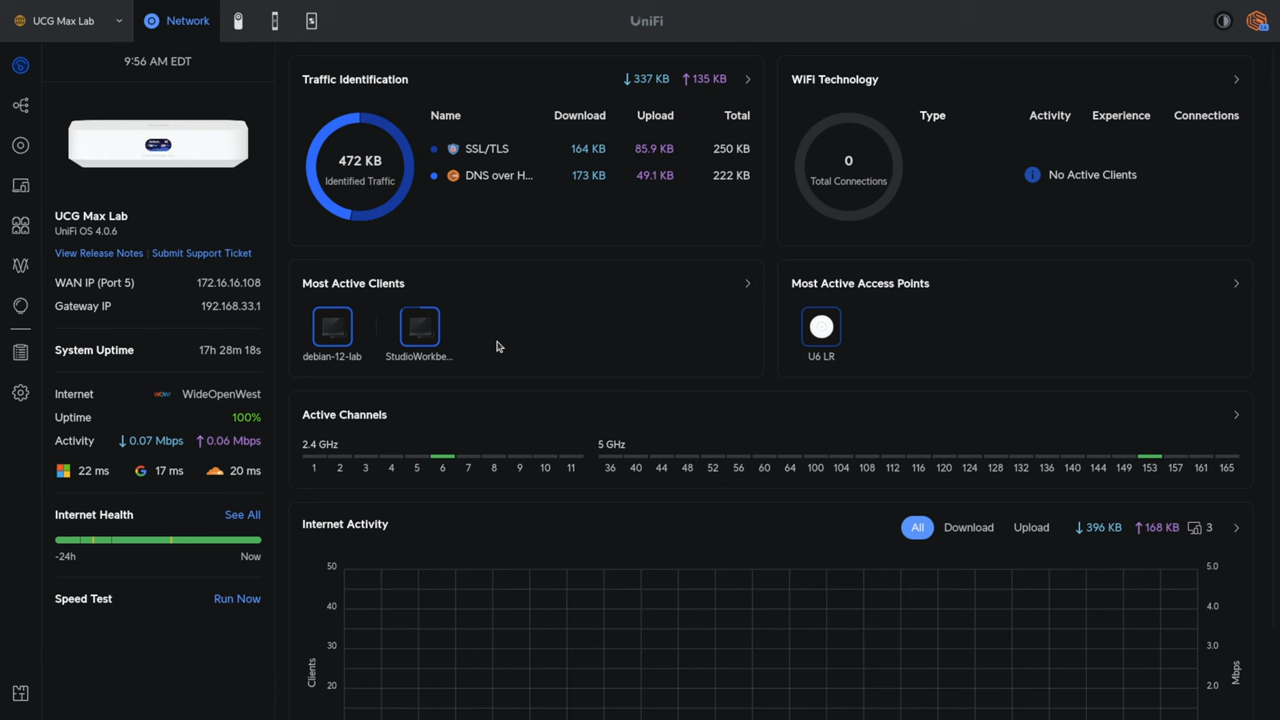 UCG Max Lab
Network
UniFi
9:56 AM EDT
UCG Max Lab
UniFi OS 4.0.6
View Release Notes | Submit Support Ticket
WAN IP (Port 5) 172.16.16.108
Gateway IP 192.168.33.1
System Uptime 17h 28m 18s
Internet WOW! WideOpenWest
Uptime 100%
Activity ↓0.07 Mbps ↑0.06 Mbps
22 ms 17 ms 20 ms
Internet Health See All
-24h Now
Speed Test Run Now
Traffic Identification ↓337 KB ↑135 KB
472 KB
Identified Traffic
Name Download Upload Total
SSL/TLS 164 KB 85.9 KB 250 KB
DNS over H... 173 KB 49.1 KB 222 KB
WiFi Technology
0
Total Connections
Type Activity Experience Connections
No Active Clients
Most Active Clients
debian-12-lab StudioWorkbe...
Most Active Access Points
U6 LR
Active Channels
2.4 GHz 5 GHz
1 2 3 4 5 6 7 8 9 10 11 36 40 44 48 52 56 60 64 100 104 108 112 116 120 124 128 132 136 140 144 149 153 157 161 165
Internet Activity
All Download Upload ↓396 KB ↑168 KB 3
50 5.0
40 4.0
30 3.0
20 2.0
Clients
Mbps